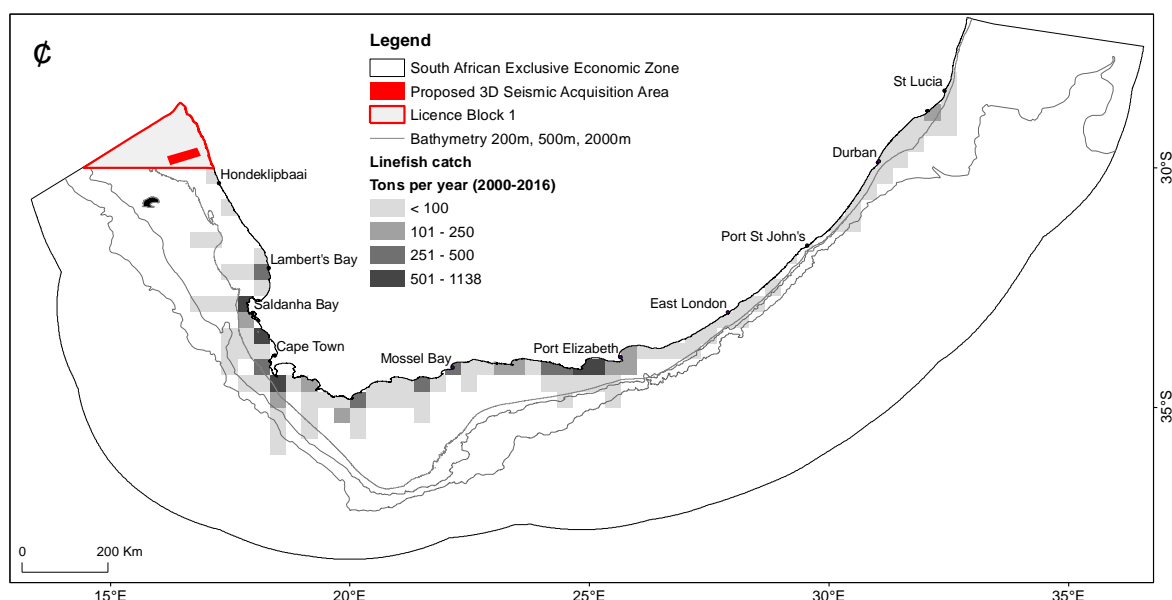 ₵
Legend
South African Exclusive Economic Zone
Proposed 3D Seismic Acquisition Area
Licence Block 1
Bathymetry 200m, 500m, 2000m
Linefish catch
Tons per year (2000-2016)
< 100
101 - 250
251 - 500
501 - 1138
St Lucia
Durban
Port St John's
East London
Port Elizabeth
Mossel Bay
Cape Town
Saldanha Bay
Lambert's Bay
Hondeklipbaai
30°S
35°S
0 200 Km
15°E 20°E 25°E 30°E 35°E